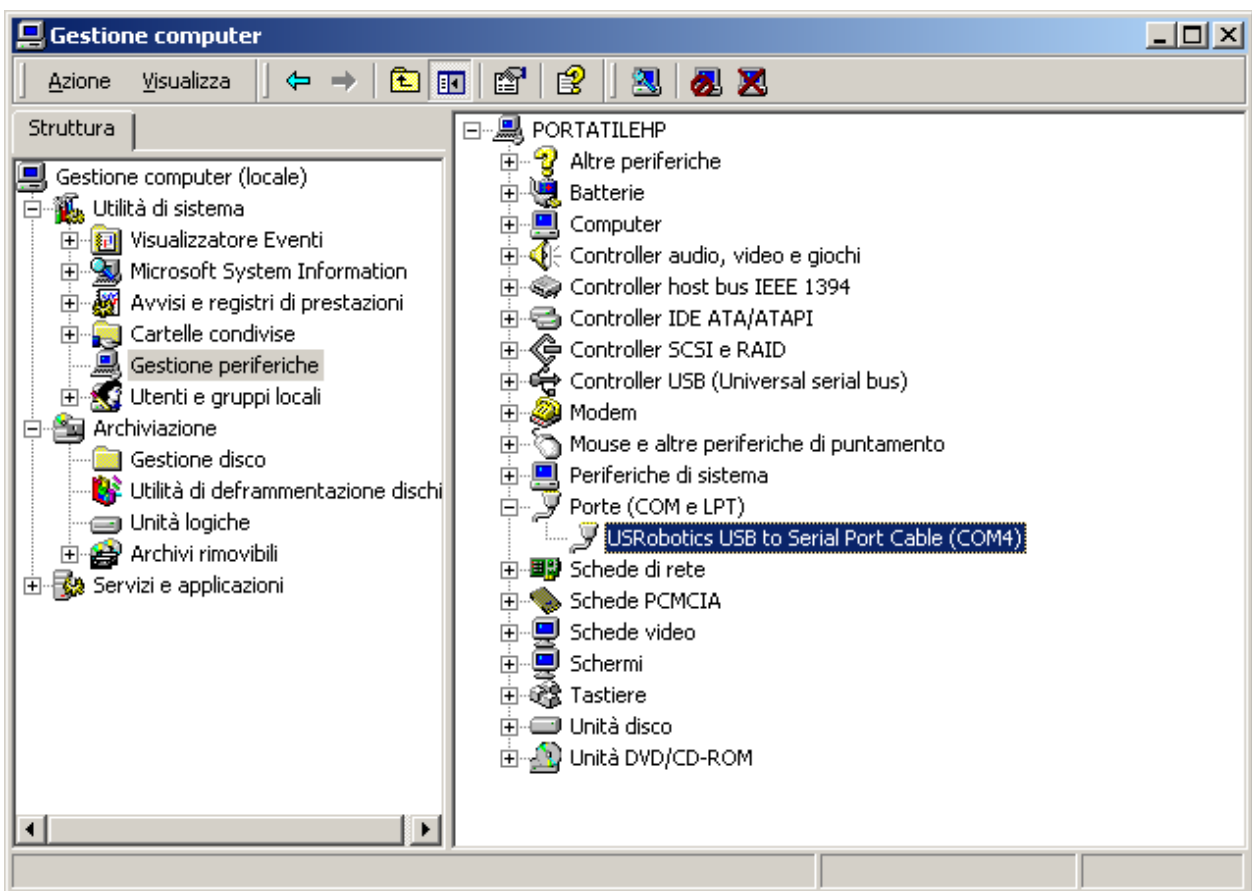 Gestione computer
Azione Visualizza
Struttura
Gestione computer (locale)
Utilità di sistema
Visualizzatore Eventi
Microsoft System Information
Avvisi e registri di prestazioni
Cartelle condivise
Gestione periferiche
Utenti e gruppi locali
Archiviazione
Gestione disco
Utilità di deframmentazione dischi
Unità logiche
Archivi rimovibili
Servizi e applicazioni
PORTATILEHP
Altre periferiche
Batterie
Computer
Controller audio, video e giochi
Controller host bus IEEE 1394
Controller IDE ATA/ATAPI
Controller SCSI e RAID
Controller USB (Universal serial bus)
Modem
Mouse e altre periferiche di puntamento
Periferiche di sistema
Porte (COM e LPT)
USRobotics USB to Serial Port Cable (COM4)
Schede di rete
Schede PCMCIA
Schede video
Schermi
Tastiere
Unità disco
Unità DVD/CD-ROM